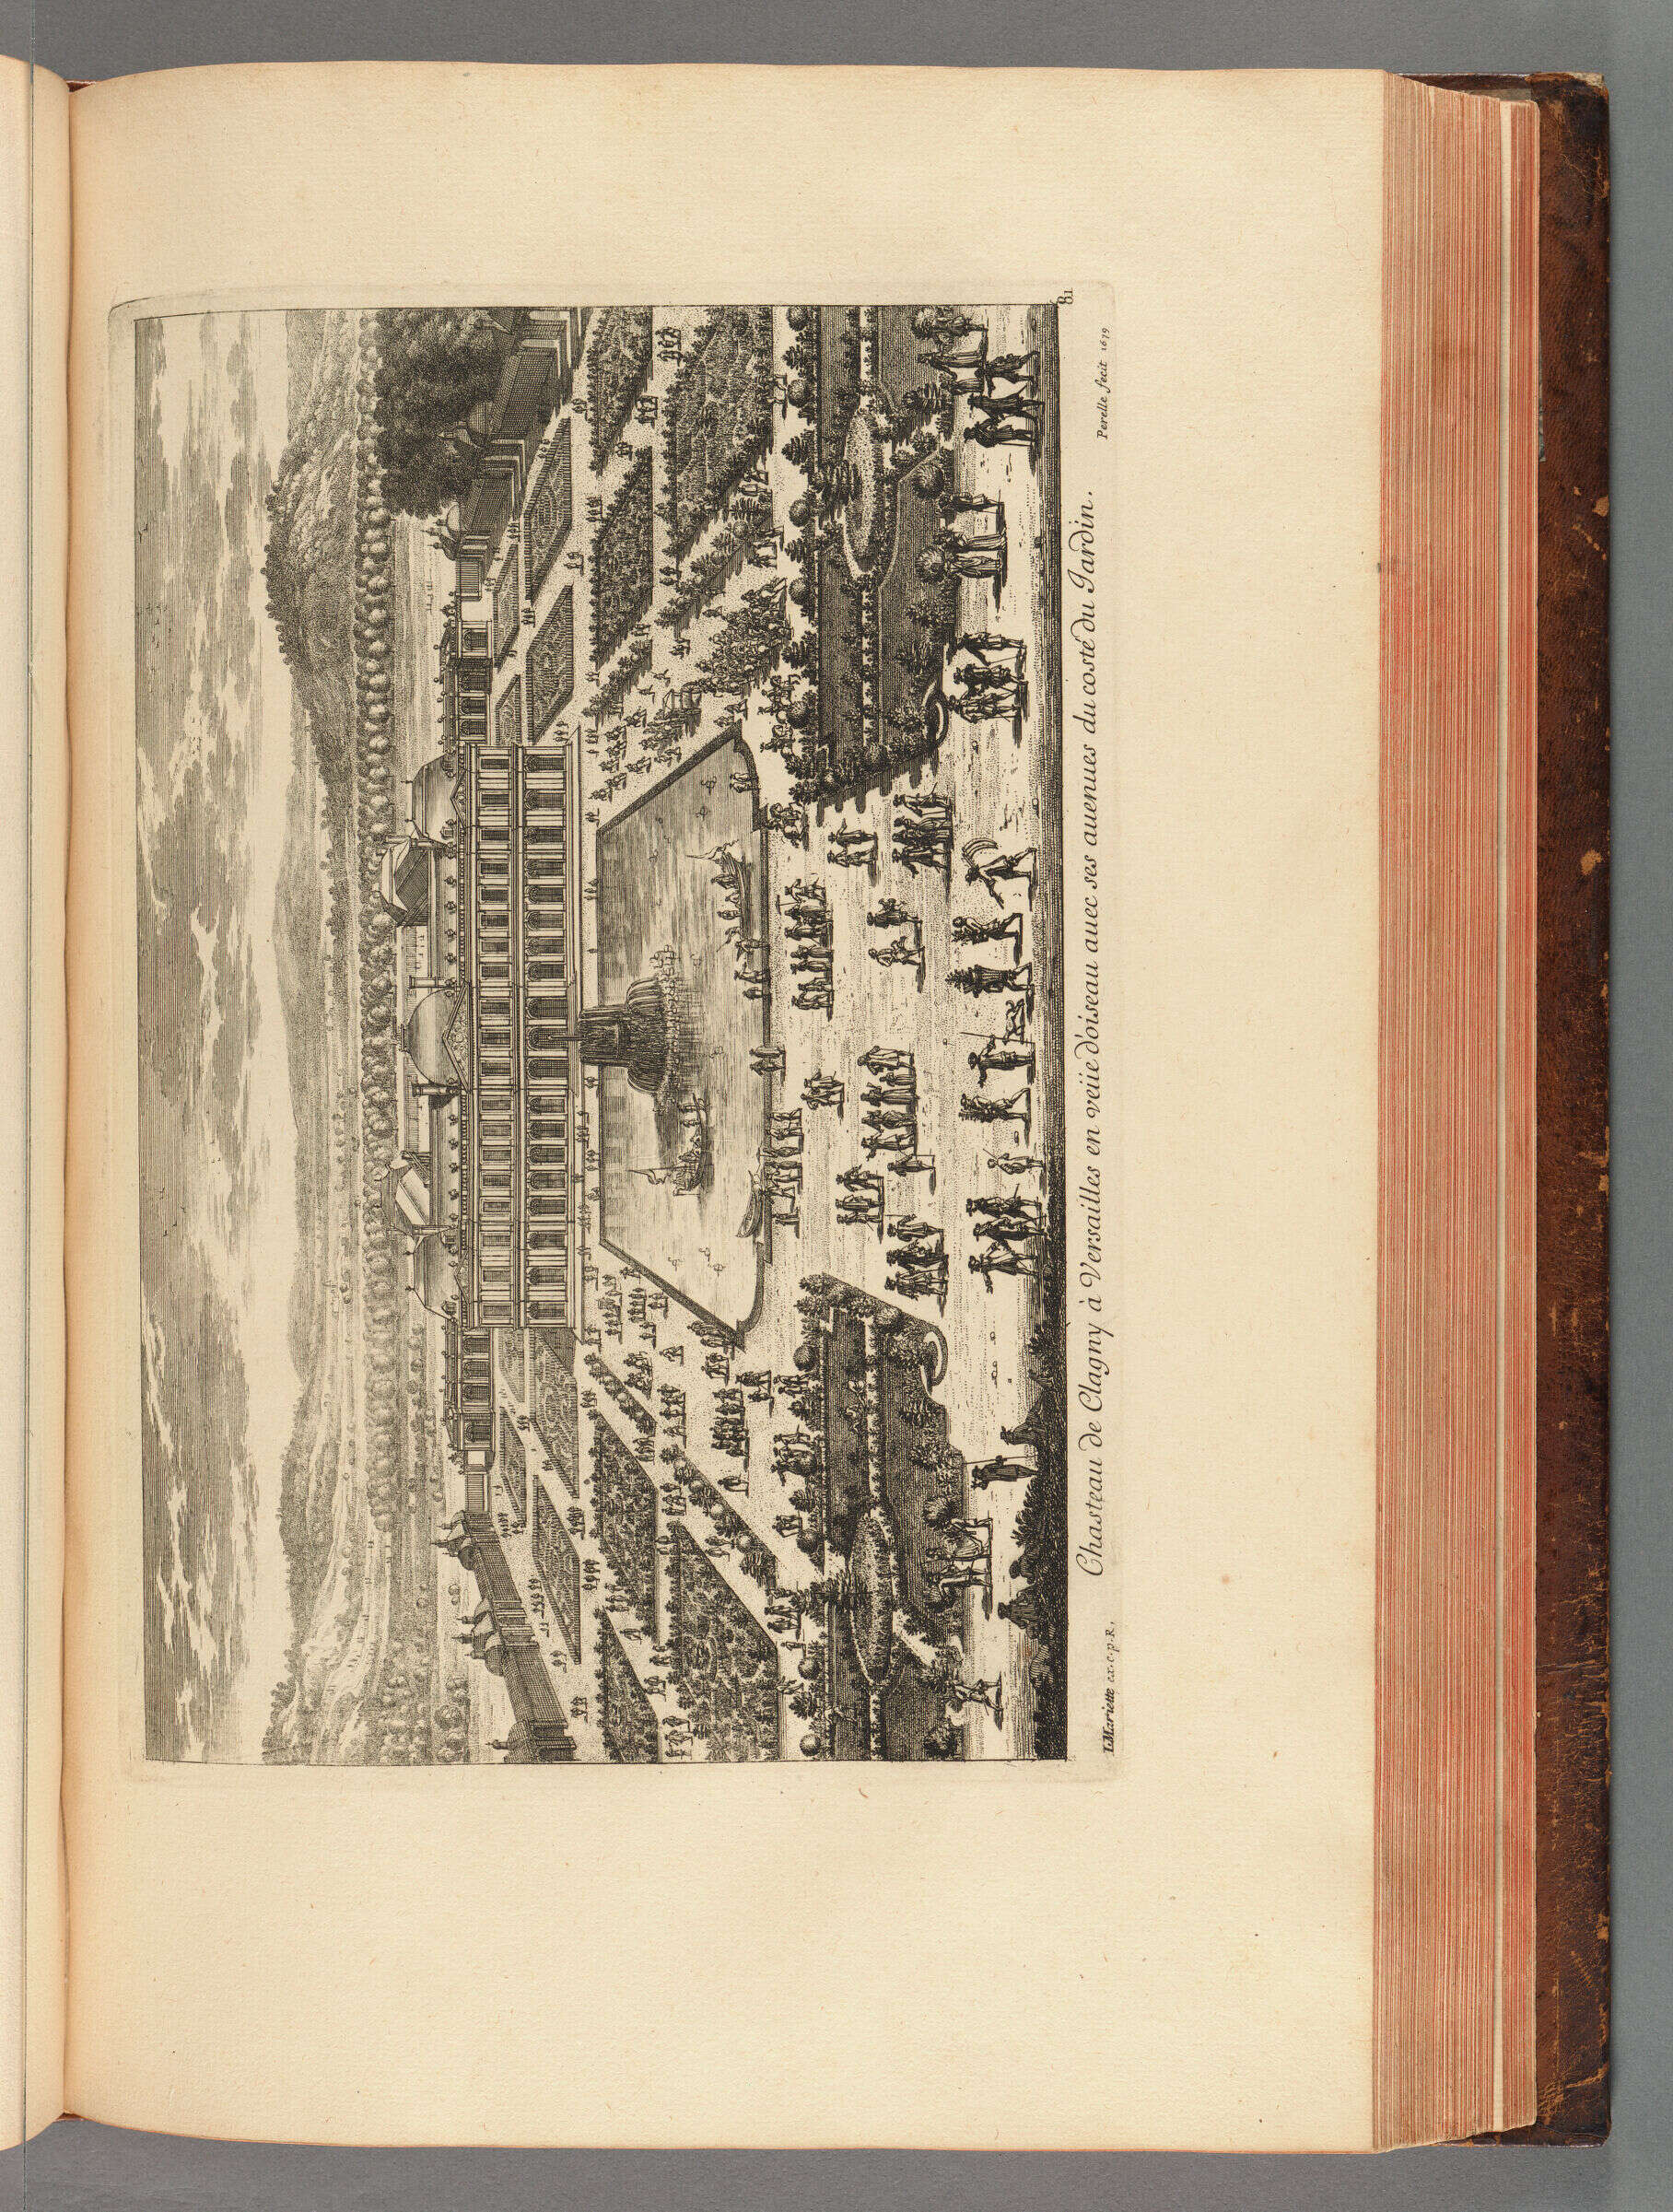 81
Chasteau de Clagny à Versailles en veüe d'oiseau auec ses auenues du costé du Jardin.
I. Mariette ex. c. p. R.
Perelle fecit 1679